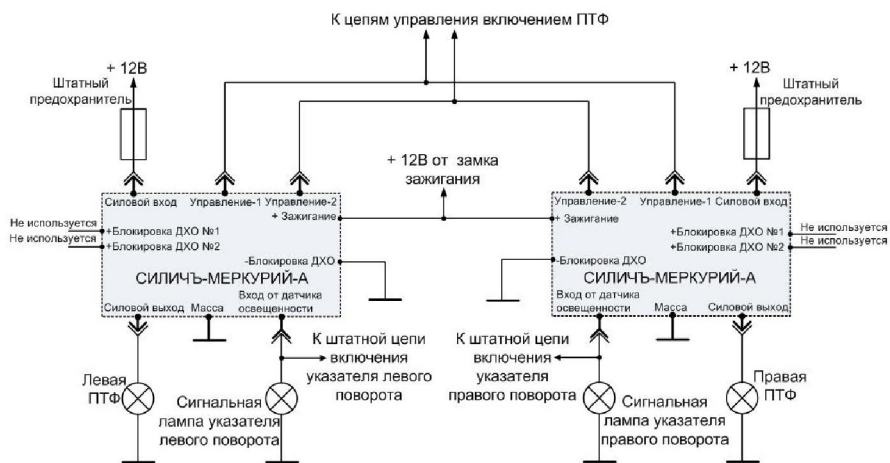 К цепям управления включением ПТФ
+ 12В
Штатный
предохранитель
+ 12В
Штатный
предохранитель
+ 12В от замка
зажигания
Силовой вход
Управление-1
Управление-2
+ Зажигание
Не используется
Не используется
+Блокировка ДХО №1
+Блокировка ДХО №2
-Блокировка ДХО
СИЛИЧЪ-МЕРКУРИЙ-А
Силовой выход
Масса
Вход от датчика
освещенности
Управление-2
Управление-1
Силовой вход
+ Зажигание
+Блокировка ДХО №1
+Блокировка ДХО №2
Не используется
Не используется
-Блокировка ДХО
СИЛИЧЪ-МЕРКУРИЙ-А
Вход от датчика
освещенности
Масса
Силовой выход
К штатной цепи
включения
указателя левого
поворота
К штатной цепи
включения
указателя
правого поворота
Левая
ПТФ
Сигнальная
лампа указателя
левого поворота
Сигнальная
лампа указателя
правого поворота
Правая
ПТФ